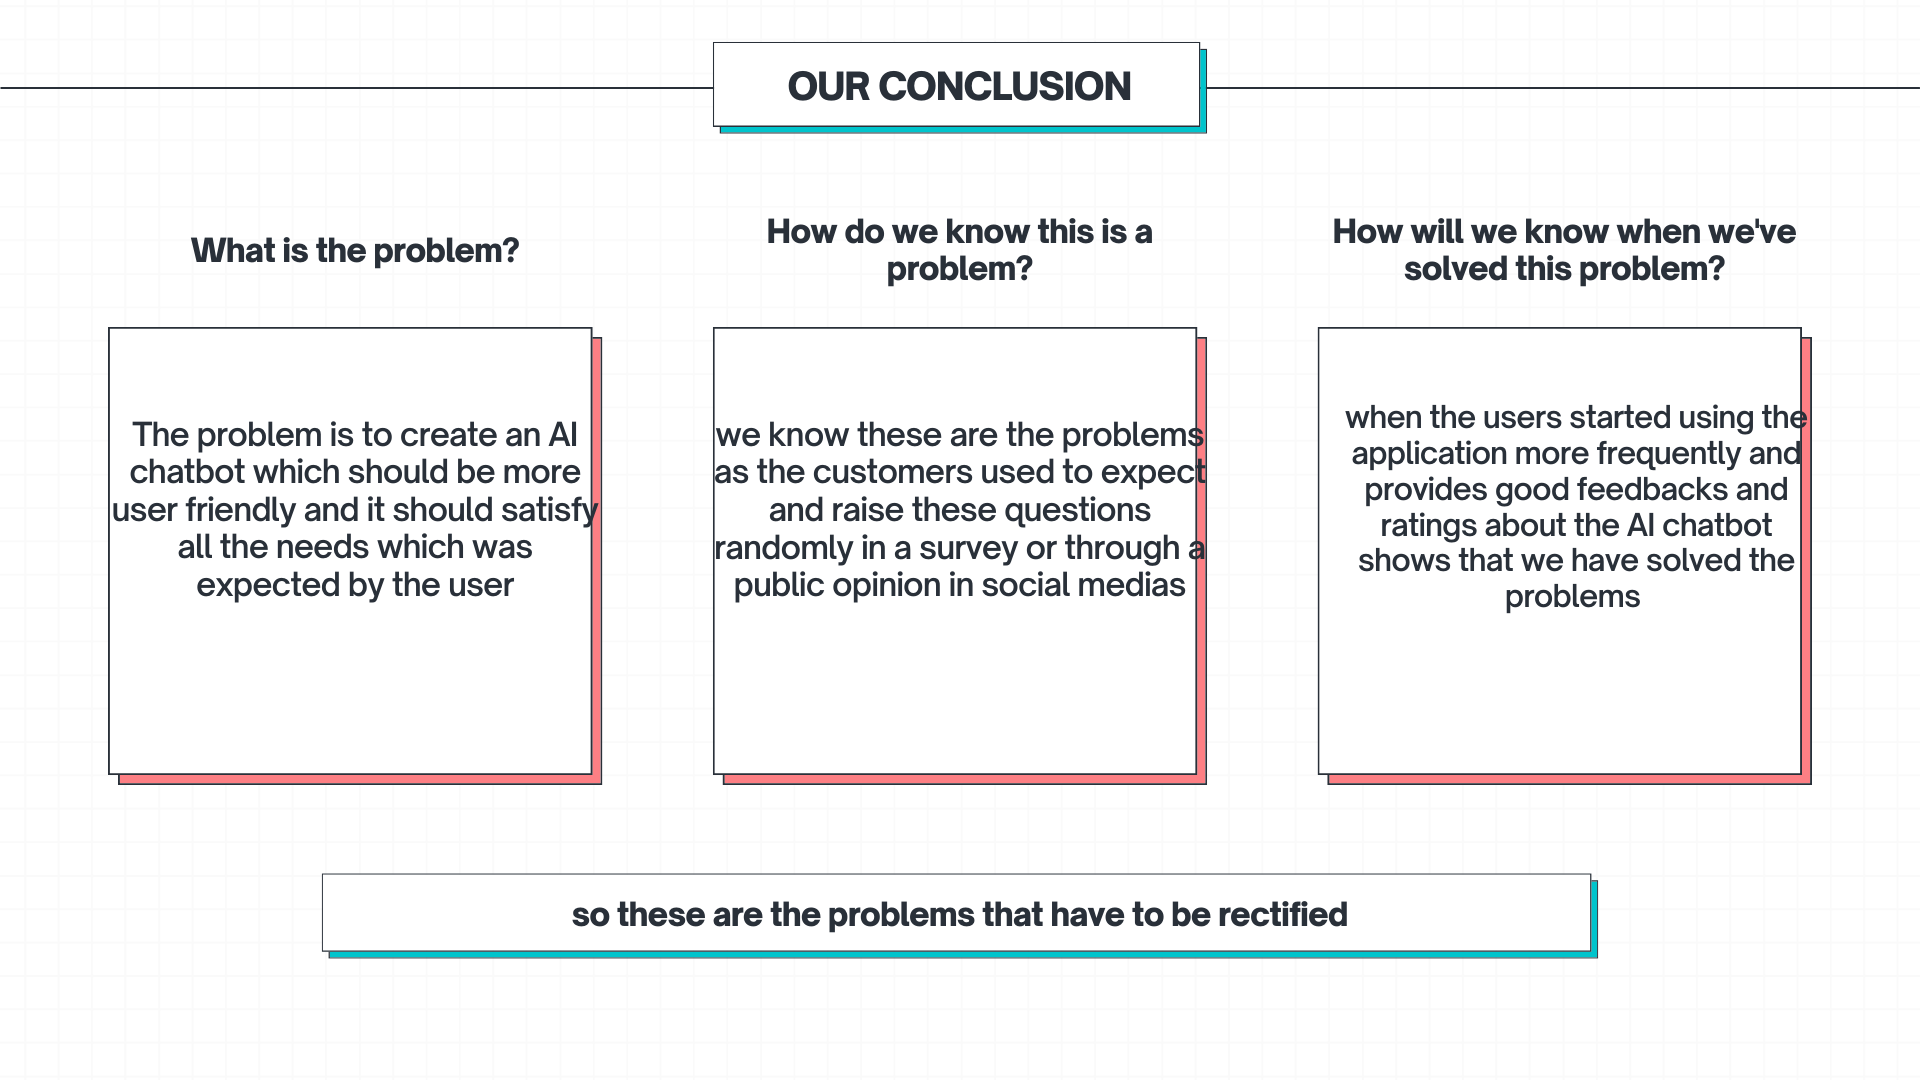 OUR CONCLUSION
What is the problem?
The problem is to create an AI
chatbot which should be more
user friendly and it should satisfy
all the needs which was
expected by the user
How do we know this is a
problem?
we know these are the problems
as the customers used to expect
and raise these questions
randomly in a survey or through a
public opinion in social medias
How will we know when we've
solved this problem?
when the users started using the
application more frequently and
provides good feedbacks and
ratings about the AI chatbot
shows that we have solved the
problems
so these are the problems that have to be rectified